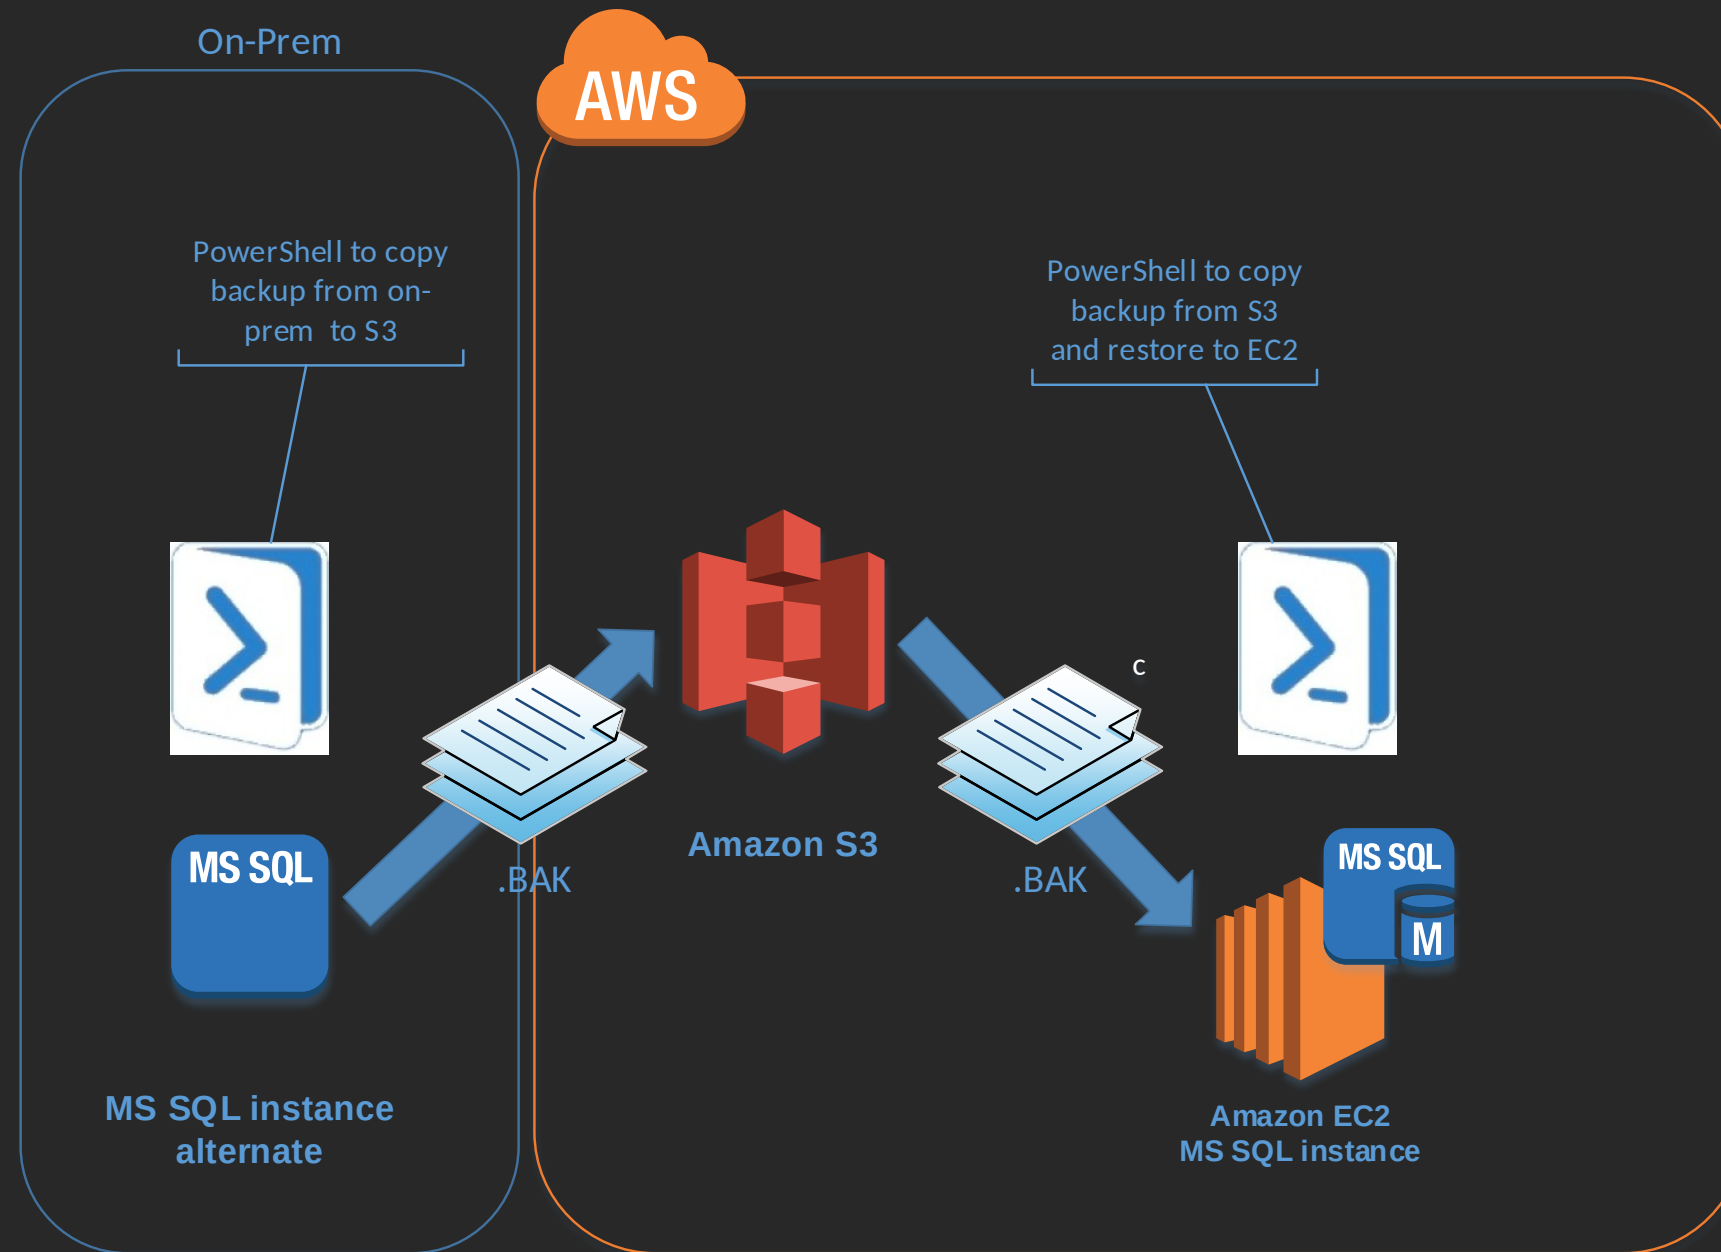 On-Prem
AWS
PowerShell to copy
backup from on-
prem to S3
PowerShell to copy
backup from S3
and restore to EC2
c
Amazon S3
.BAK
.BAK
MS SQL
MS SQL
M
MS SQL instance
alternate
Amazon EC2
MS SQL instance